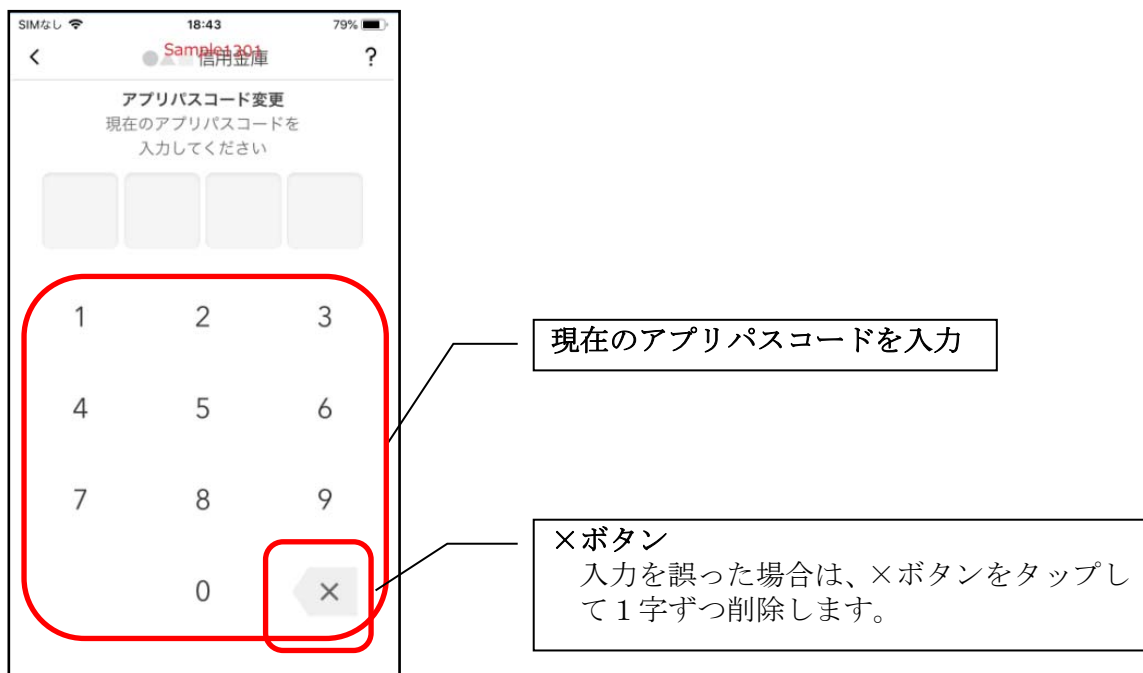 SIMなし 18:43 79%
Sample1201
信用金庫 ?
アプリパスコード変更
現在のアプリパスコードを
入力してください
1 2 3
4 5 6
7 8 9
0 ×
現在のアプリパスコードを入力
×ボタン
入力を誤った場合は、×ボタンをタップし
て1字ずつ削除します。